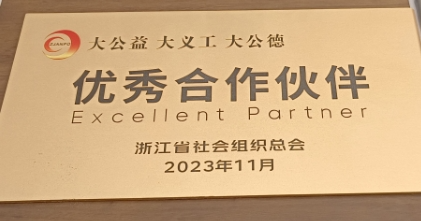 大公益 大义工 大公德
优秀合作伙伴
Excellent Partner
浙江省社会组织总会
2023年11月